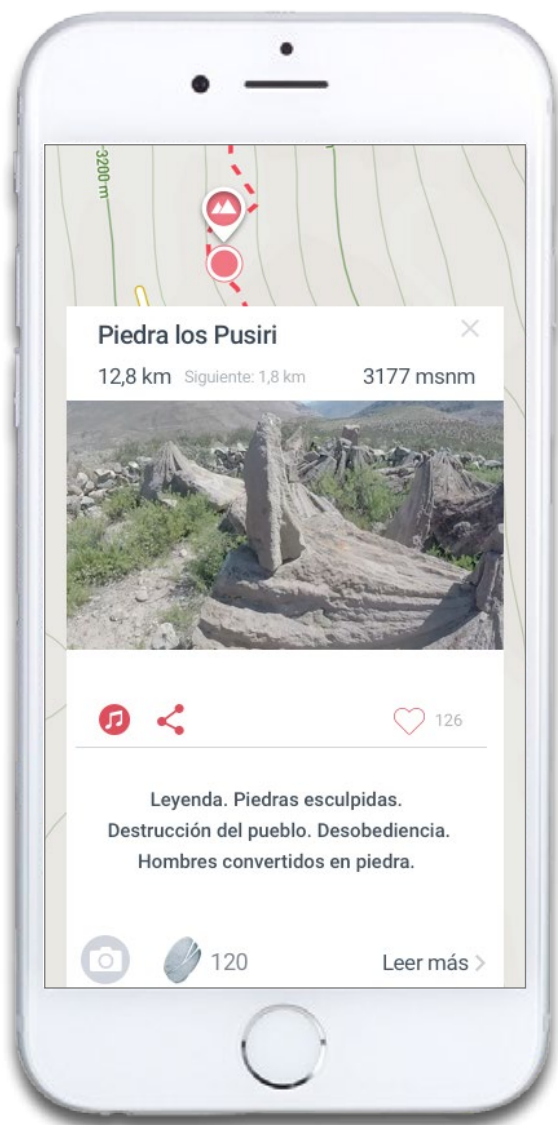 3200 m
Piedra los Pusiri
12,8 km Siguiente: 1,8 km 3177 msnm
126
Leyenda. Piedras esculpidas.
Destrucción del pueblo. Desobediencia.
Hombres convertidos en piedra.
120 Leer más